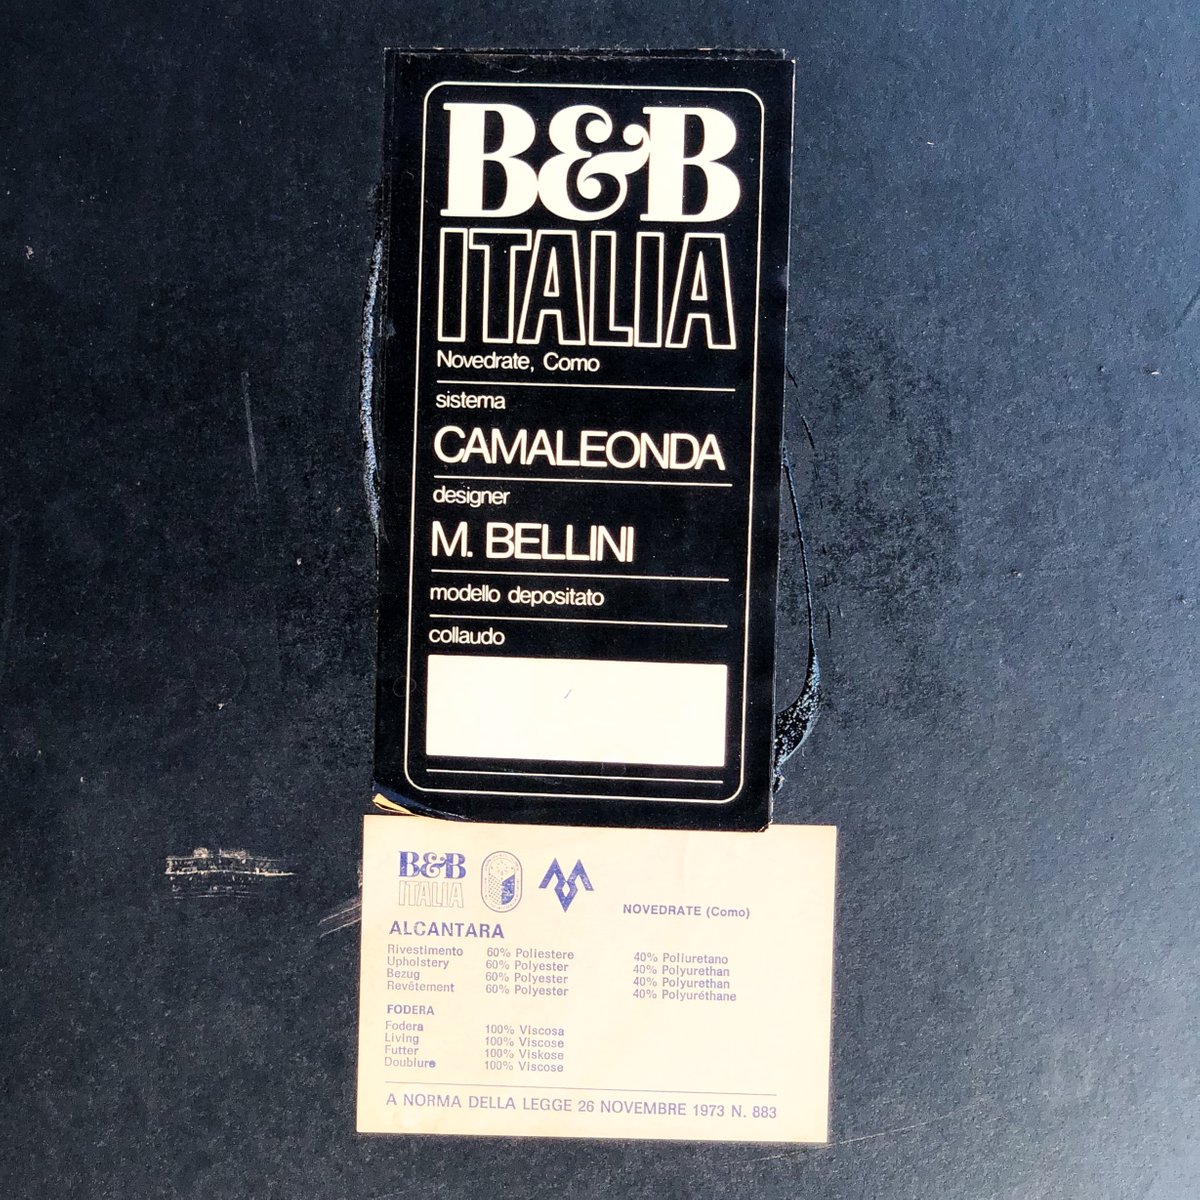 B&B
ITALIA
Novedrate, Como
sistema
CAMALEONDA
designer
M. BELLINI
modello depositato
collaudo
B&B
ITALIA
NOVEDRATE (Como)
ALCANTARA
Rivestimento 60% Poliestere 40% Poliuretano
Upholstery 60% Polyester 40% Polyurethan
Bezug 60% Polyester 40% Polyurethan
Revêtement 60% Polyester 40% Polyuréthane
FODERA
Fodera 100% Viscosa
Living 100% Viscose
Futter 100% Viskose
Doublure 100% Viscose
A NORMA DELLA LEGGE 26 NOVEMBRE 1973 N. 883